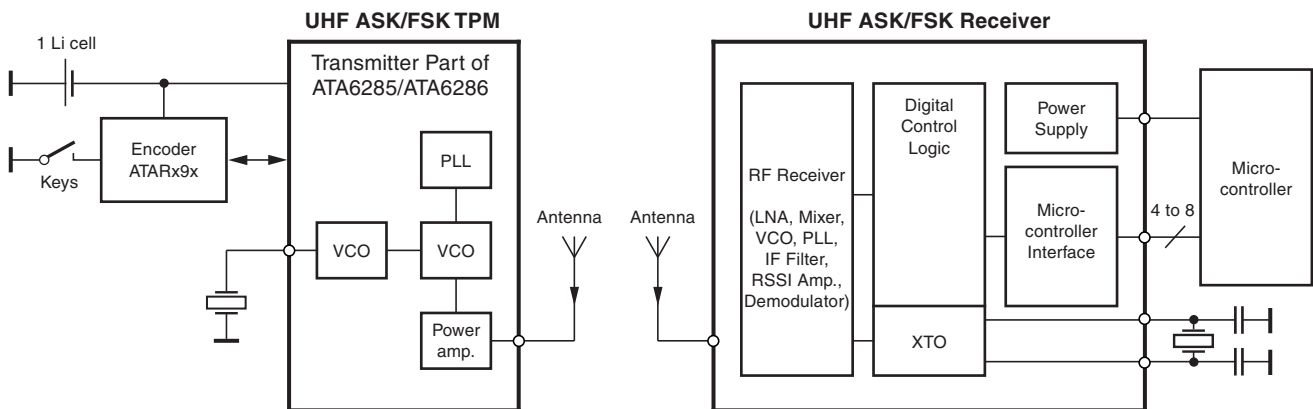 UHF ASK/FSK TPM
1 Li cell
Transmitter Part of
ATA6285/ATA6286
Encoder
ATARx9x
Keys
PLL
VCO
VCO
Power
amp.
Antenna
UHF ASK/FSK Receiver
Antenna
RF Receiver
(LNA, Mixer,
VCO, PLL,
IF Filter,
RSSI Amp.,
Demodulator)
Digital
Control
Logic
XTO
Power
Supply
Micro-
controller
Interface
4 to 8
Micro-
controller